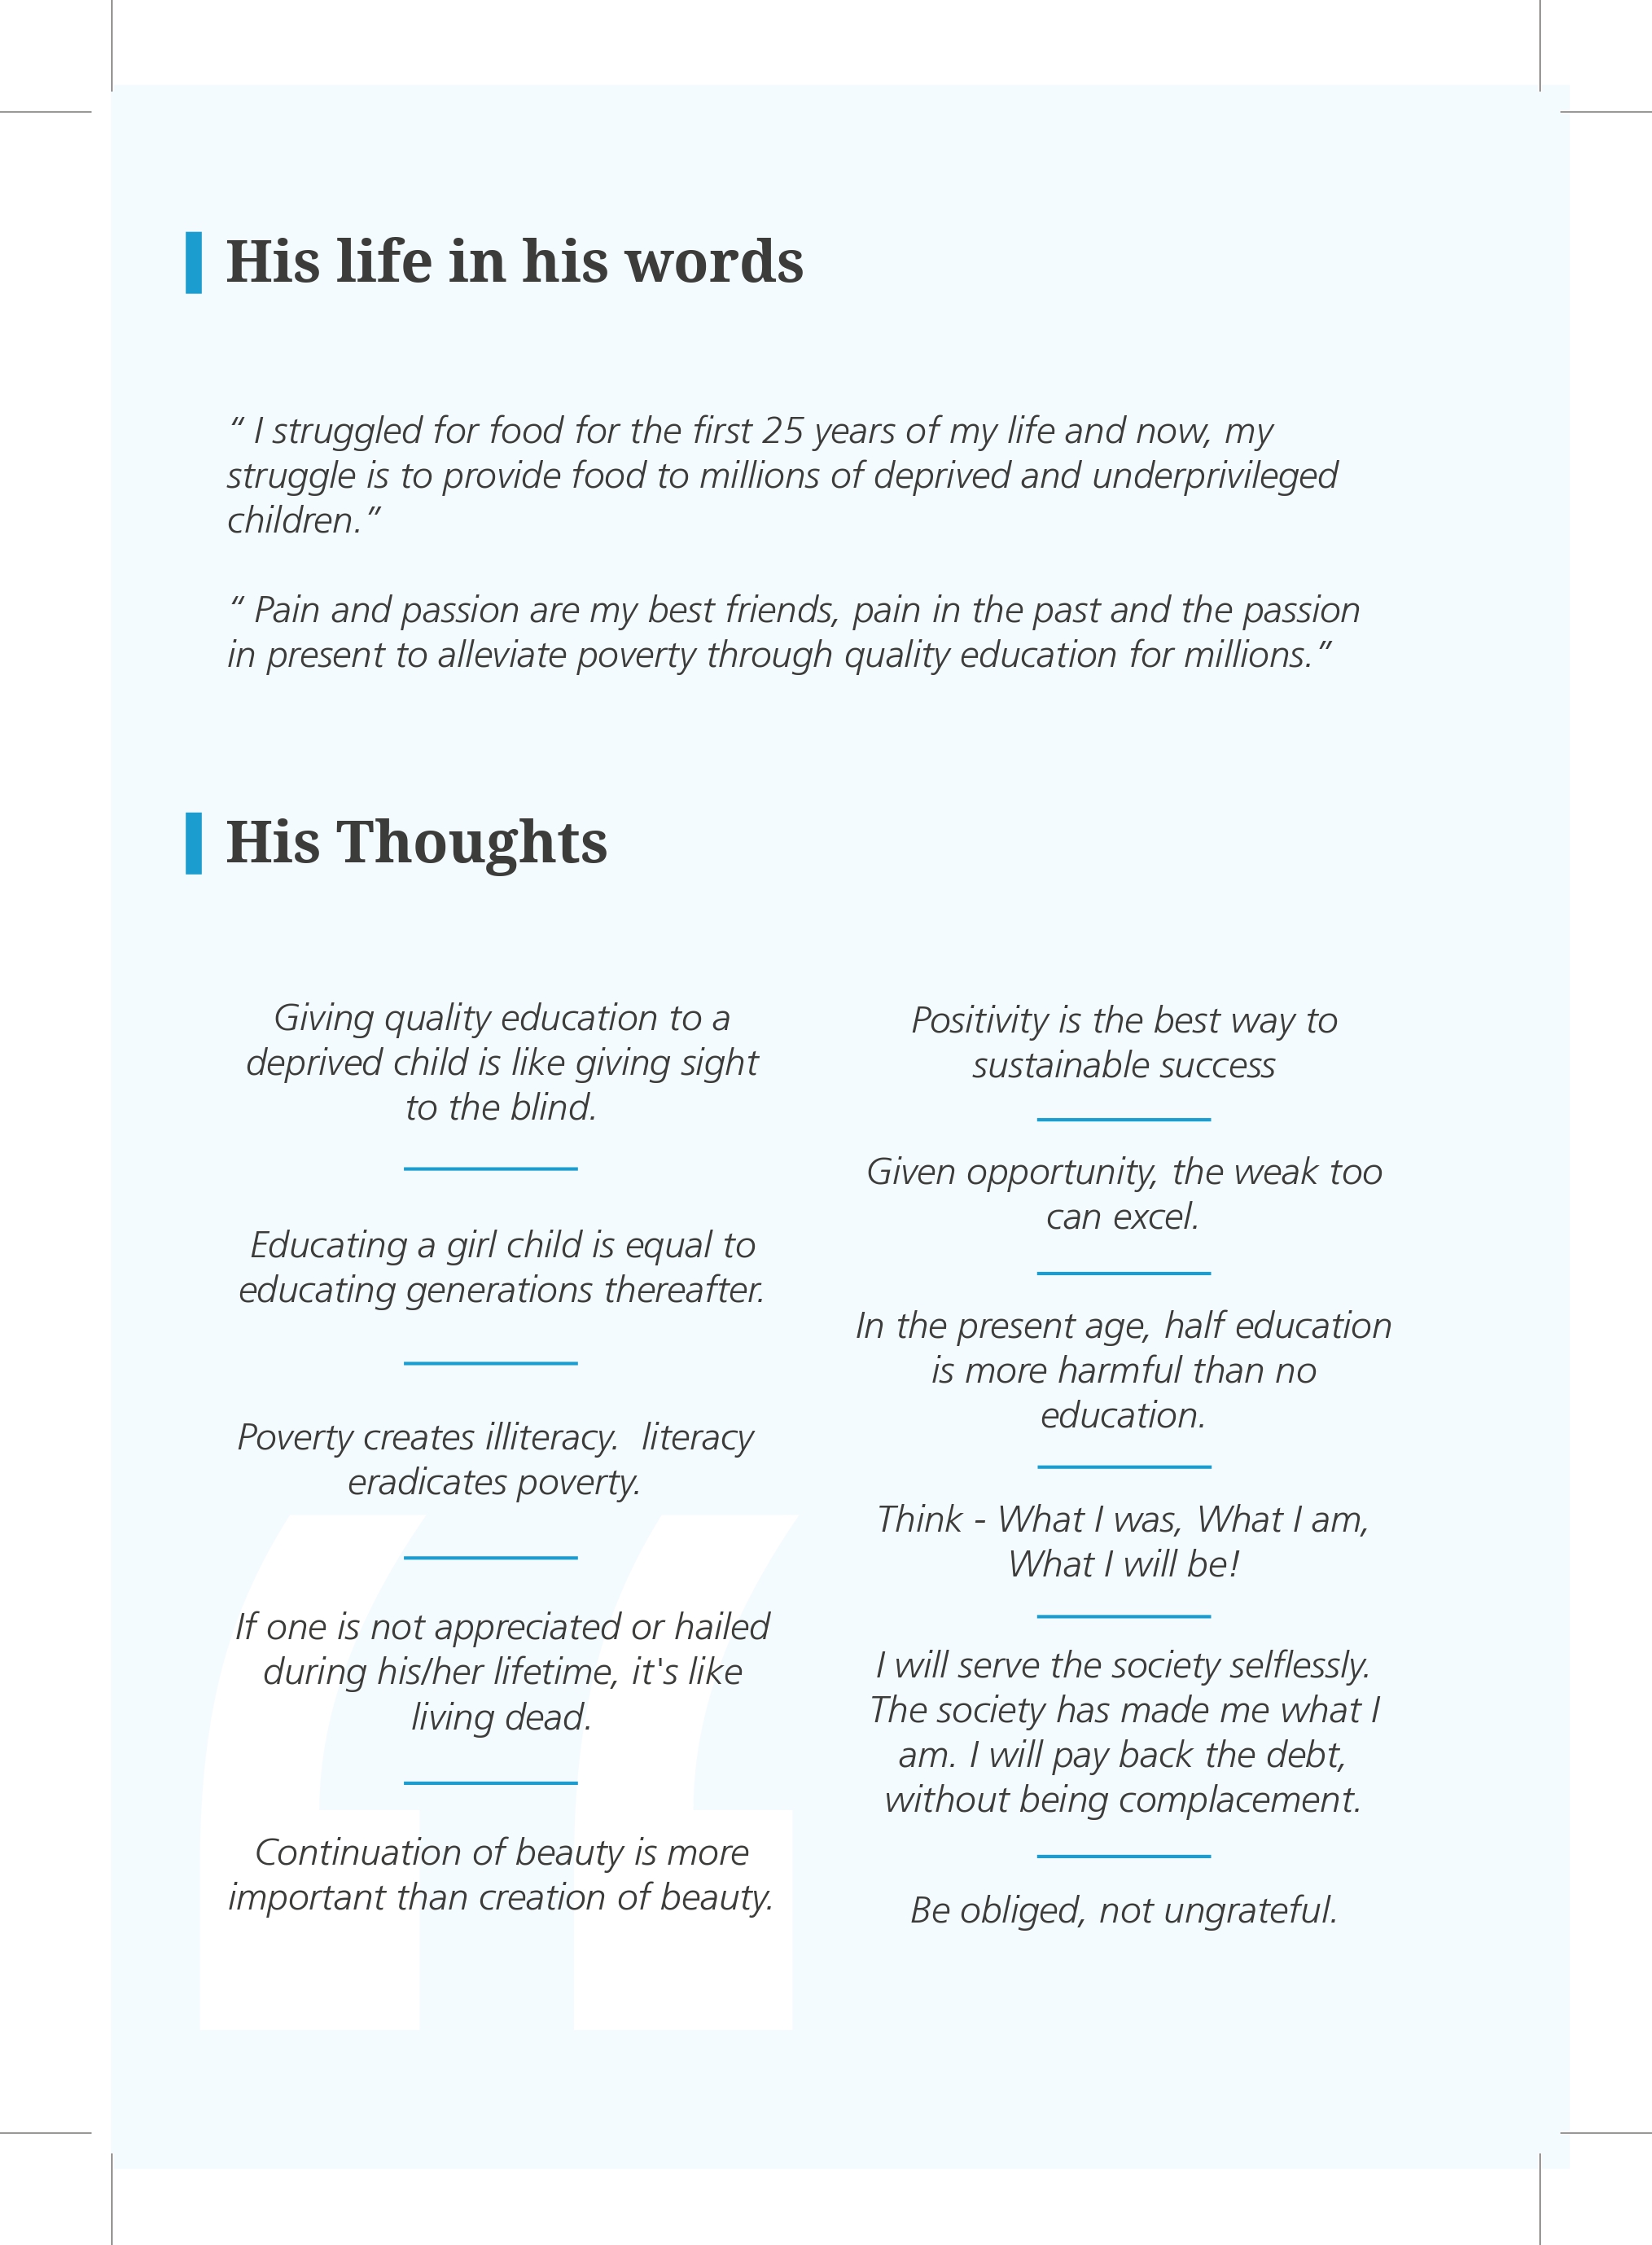 His life in his words
“ I struggled for food for the first 25 years of my life and now, my
struggle is to provide food to millions of deprived and underprivileged
children.”
“ Pain and passion are my best friends, pain in the past and the passion
in present to alleviate poverty through quality education for millions.”
His Thoughts
Giving quality education to a
deprived child is like giving sight
to the blind.
Educating a girl child is equal to
educating generations thereafter.
Poverty creates illiteracy.  literacy
eradicates poverty.
If one is not appreciated or hailed
during his/her lifetime, it's like
living dead.
Continuation of beauty is more
important than creation of beauty.
Positivity is the best way to
sustainable success
Given opportunity, the weak too
can excel.
In the present age, half education
is more harmful than no
education.
Think - What I was, What I am,
What I will be!
I will serve the society selflessly.
The society has made me what I
am. I will pay back the debt,
without being complacement.
Be obliged, not ungrateful.